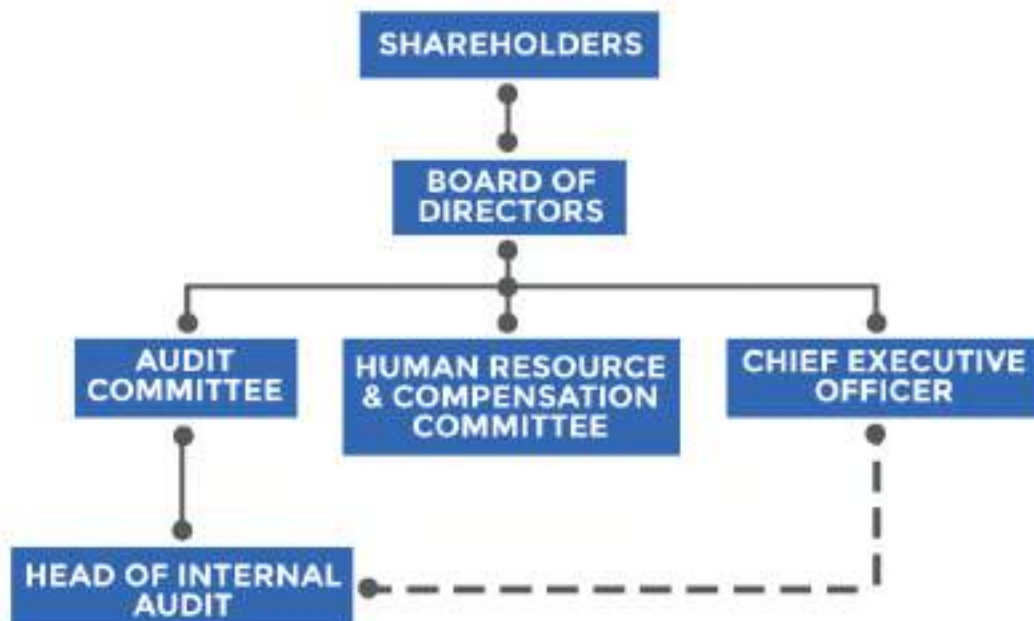 SHAREHOLDERS
BOARD OF
DIRECTORS
AUDIT
COMMITTEE
HUMAN RESOURCE
& COMPENSATION
COMMITTEE
CHIEF EXECUTIVE
OFFICER
HEAD OF INTERNAL
AUDIT